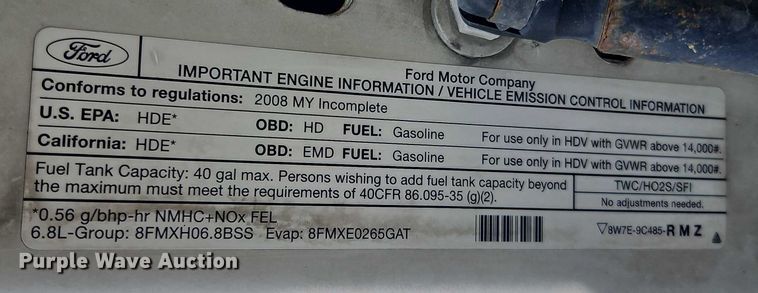 Ford
Ford Motor Company
IMPORTANT ENGINE INFORMATION / VEHICLE EMISSION CONTROL INFORMATION
Conforms to regulations: 2008 MY Incomplete
U.S. EPA: HDE* OBD: HD FUEL: Gasoline For use only in HDV with GVWR above 14,000#.
California: HDE* OBD: EMD FUEL: Gasoline For use only in HDV with GVWR above 14,000#.
Fuel Tank Capacity: 40 gal max. Persons wishing to add fuel tank capacity beyond
the maximum must meet the requirements of 40CFR 86.095-35 (g)(2).
TWC/HO2S/SFI
No adjustments needed.
*0.56 g/bhp-hr NMHC+NOx FEL
6.8L-Group: 8FMXH06.8BSS Evap: 8FMXE0265GAT
▽8W7E-9C485-RMZ
Purple Wave Auction